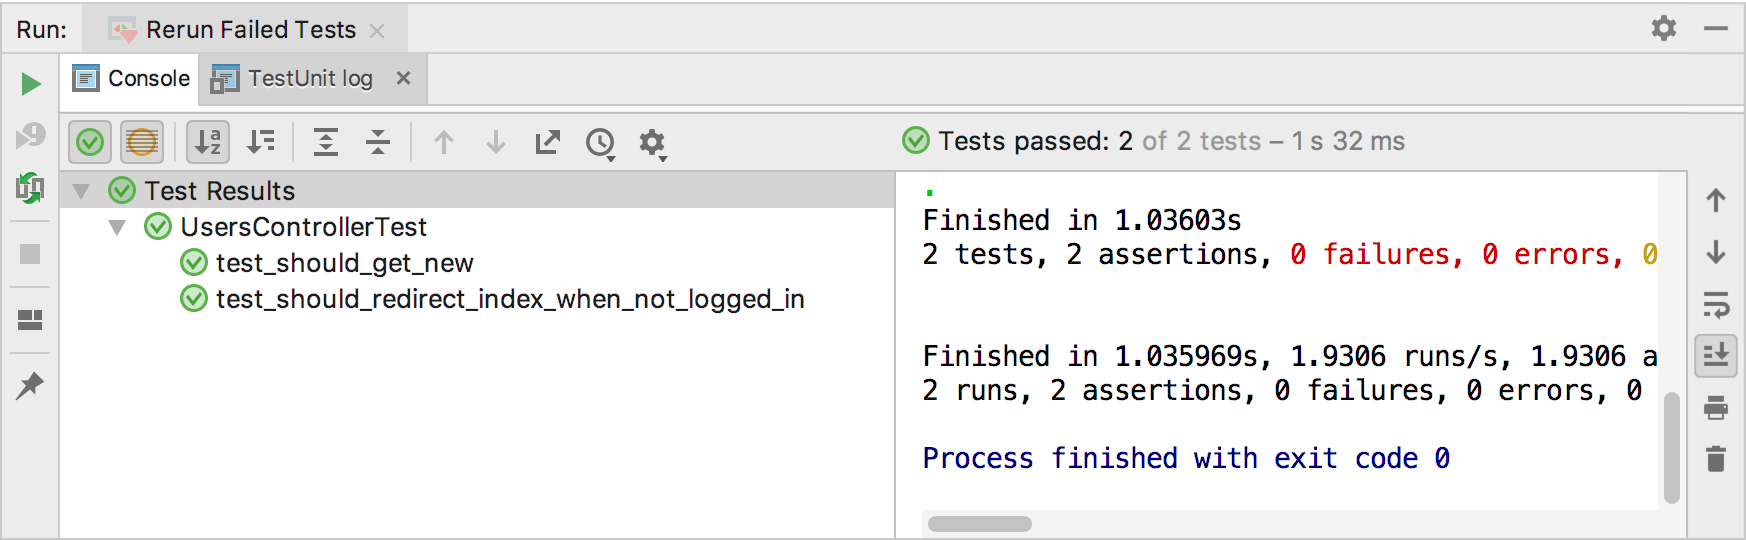 Run: Rerun Failed Tests
Console TestUnit log
Tests passed: 2 of 2 tests – 1 s 32 ms
Test Results
UsersControllerTest
test_should_get_new
test_should_redirect_index_when_not_logged_in
.
Finished in 1.03603s
2 tests, 2 assertions, 0 failures, 0 errors, 0
Finished in 1.035969s, 1.9306 runs/s, 1.9306 a
2 runs, 2 assertions, 0 failures, 0 errors, 0
Process finished with exit code 0